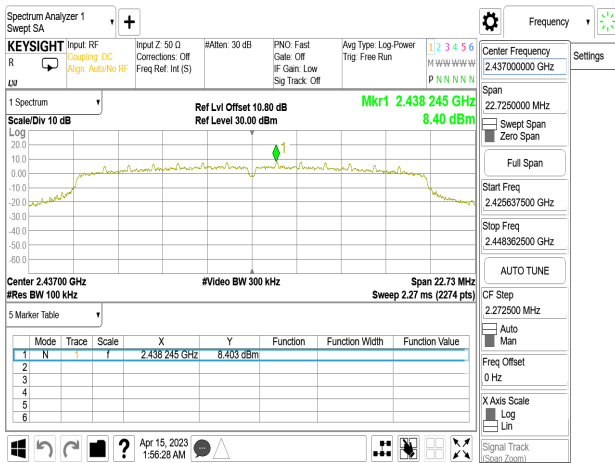 Spectrum Analyzer 1
Swept SA
Frequency
KEYSIGHT
R
Input: RF
Coupling: DC
Align: Auto/No RF
Input Z: 50 Ω
Corrections: Off
Freq Ref: Int (S)
#Atten: 30 dB
PNO: Fast
Gate: Off
IF Gain: Low
Sig Track: Off
Avg Type: Log-Power
Trig: Free Run
1 2 3 4 5 6
M W W W W W
P N N N N N
Center Frequency
2.437000000 GHz
Settings
Span
22.7250000 MHz
Swept Span
Zero Span
Full Span
Start Freq
2.425637500 GHz
Stop Freq
2.448362500 GHz
AUTO TUNE
CF Step
2.272500 MHz
Auto
Man
Freq Offset
0 Hz
X Axis Scale
Log
Lin
Signal Track
(Span Zoom)
1 Spectrum
Scale/Div 10 dB
Ref Lvl Offset 10.80 dB
Ref Level 30.00 dBm
Mkr1 2.438 245 GHz
8.40 dBm
Log
20.0
10.0
0.00
-10.0
-20.0
-30.0
-40.0
-50.0
-60.0
1
Center 2.43700 GHz
#Res BW 100 kHz
#Video BW 300 kHz
Span 22.73 MHz
Sweep 2.27 ms (2274 pts)
5 Marker Table
Mode Trace Scale X Y Function Function Width Function Value
1 N 1 f 2.438 245 GHz 8.403 dBm
2
3
4
5
6
Apr 15, 2023
1:56:28 AM